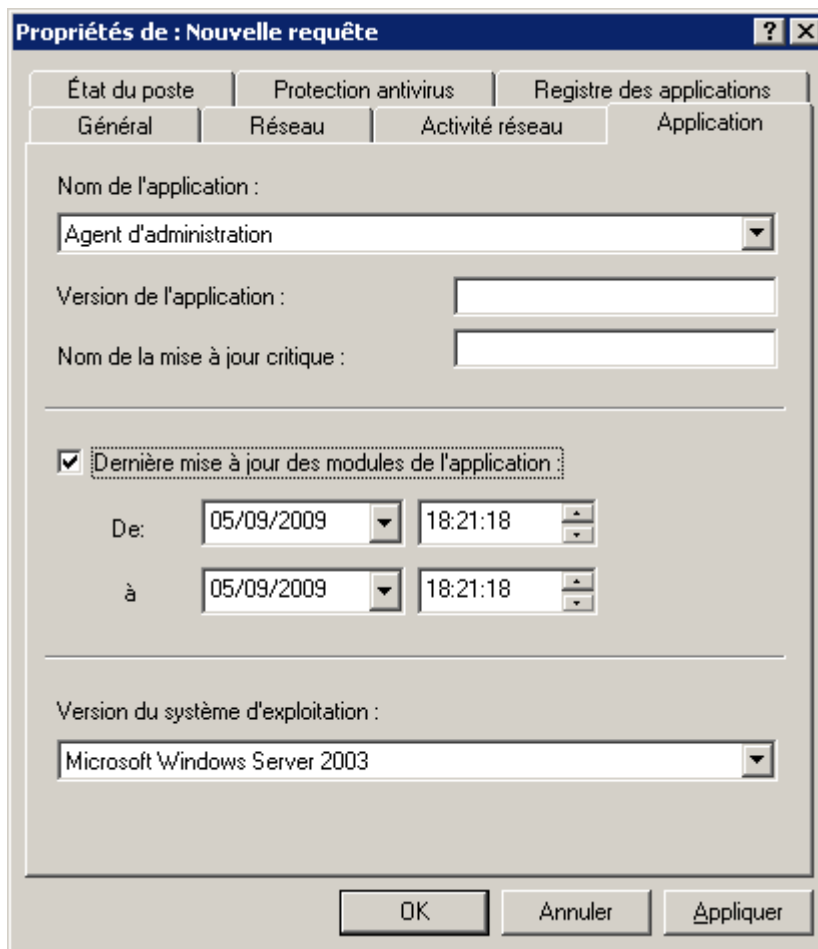 Propriétés de : Nouvelle requête
État du poste Protection antivirus Registre des applications
Général Réseau Activité réseau Application
Nom de l'application :
Agent d'administration
Version de l'application :
Nom de la mise à jour critique :
Dernière mise à jour des modules de l'application :
De: 05/09/2009 18:21:18
à 05/09/2009 18:21:18
Version du système d'exploitation :
Microsoft Windows Server 2003
OK Annuler Appliquer